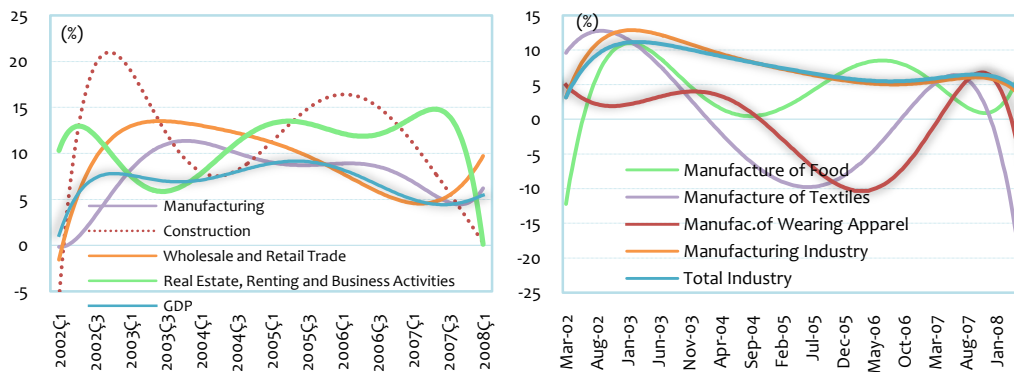 25
(%)
20
15
10
5
0
-5
Manufacturing
Construction
Wholesale and Retail Trade
Real Estate, Renting and Business Activities
GDP
2002Ç1
2002Ç3
2003Ç1
2003Ç3
2004Ç1
2004Ç3
2005Ç1
2005Ç3
2006Ç1
2006Ç3
2007Ç1
2007Ç3
2008Ç1
15
(%)
10
5
0
-5
-10
-15
-20
-25
Manufacture of Food
Manufacture of Textiles
Manufac.of Wearing Apparel
Manufacturing Industry
Total Industry
Mar-02
Aug-02
Jan-03
Jun-03
Nov-03
Apr-04
Sep-04
Feb-05
Jul-05
Dec-05
May-06
Oct-06
Mar-07
Aug-07
Jan-08